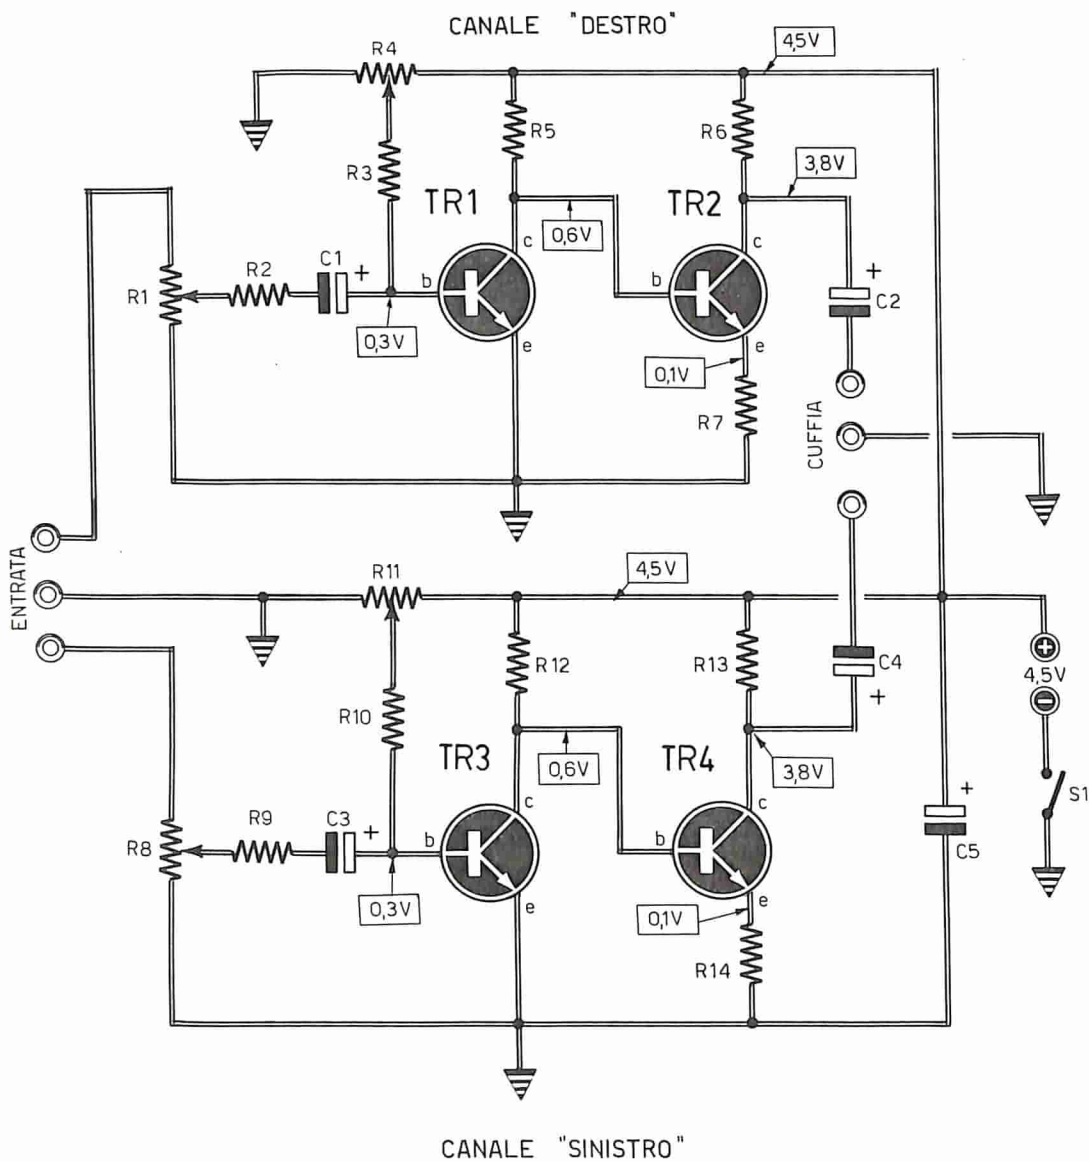 CANALE "DESTRO"
4,5V
R4
R5
R6
R3
3,8V
TR1
TR2
0,6V
c
c
R2
C1
+
b
b
+
R1
C2
0,3V
e
e
0,1V
R7
CUFFIA
ENTRATA
R11
4,5V
R12
R13
C4
+
4,5V
R10
TR3
TR4
0,6V
3,8V
S1
c
c
R9
C3
+
b
b
+
R8
C5
0,3V
e
e
0,1V
R14
CANALE "SINISTRO"